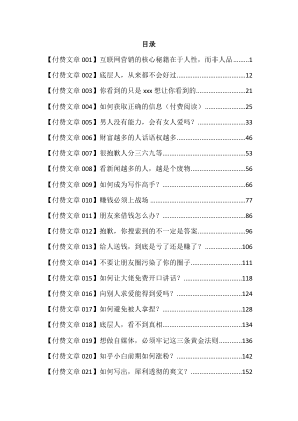 目录
【付费文章 001】互联网营销的核心秘籍在于人性，而非人品........1
【付费文章 002】底层人，从来都不会好过........12
【付费文章 003】你看到的只是 xxx 想让你看到的........21
【付费文章 004】如何获取正确的信息（付费阅读）........25
【付费文章 005】男人没有能力，会有女人爱吗？........33
【付费文章 006】财富越多的人话语权越多........46
【付费文章 007】很抱歉人分三六九等........53
【付费文章 008】看新闻越多的人，越是个废物........56
【付费文章 009】如何成为写作高手？........66
【付费文章 010】赚钱必须上战场........77
【付费文章 011】朋友来借钱怎么办？........91
【付费文章 012】抱歉，你搜索到的不一定是答案........96
【付费文章 013】给人送钱，到底是亏了还是赚了？........106
【付费文章 014】不要让朋友圈污染了你的圈子........111
【付费文章 015】如何让大佬免费开口讲话？........118
【付费文章 016】向别人求爱能得到爱吗？........124
【付费文章 017】如何避免被人拿捏？........131
【付费文章 018】底层人，看不到真相........134
【付费文章 019】想做自媒体，必须牢记这三条黄金法则........136
【付费文章 020】知乎小白前期如何涨粉？........142
【付费文章 021】如何写出，犀利透彻的爽文？........152